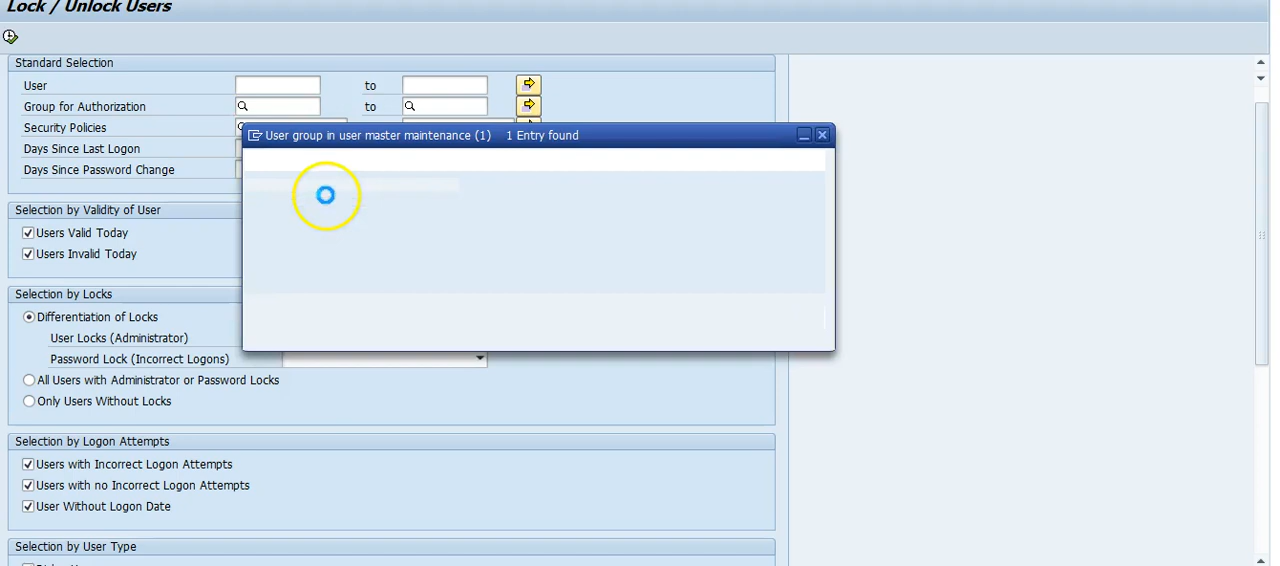 Lock / Unlock Users
Standard Selection
User to
Group for Authorization to
Security Policies
User group in user master maintenance (1) 1 Entry found
Days Since Last Logon
Days Since Password Change
Selection by Validity of User
Users Valid Today
Users Invalid Today
Selection by Locks
Differentiation of Locks
User Locks (Administrator)
Password Lock (Incorrect Logons)
All Users with Administrator or Password Locks
Only Users Without Locks
Selection by Logon Attempts
Users with Incorrect Logon Attempts
Users with no Incorrect Logon Attempts
User Without Logon Date
Selection by User Type